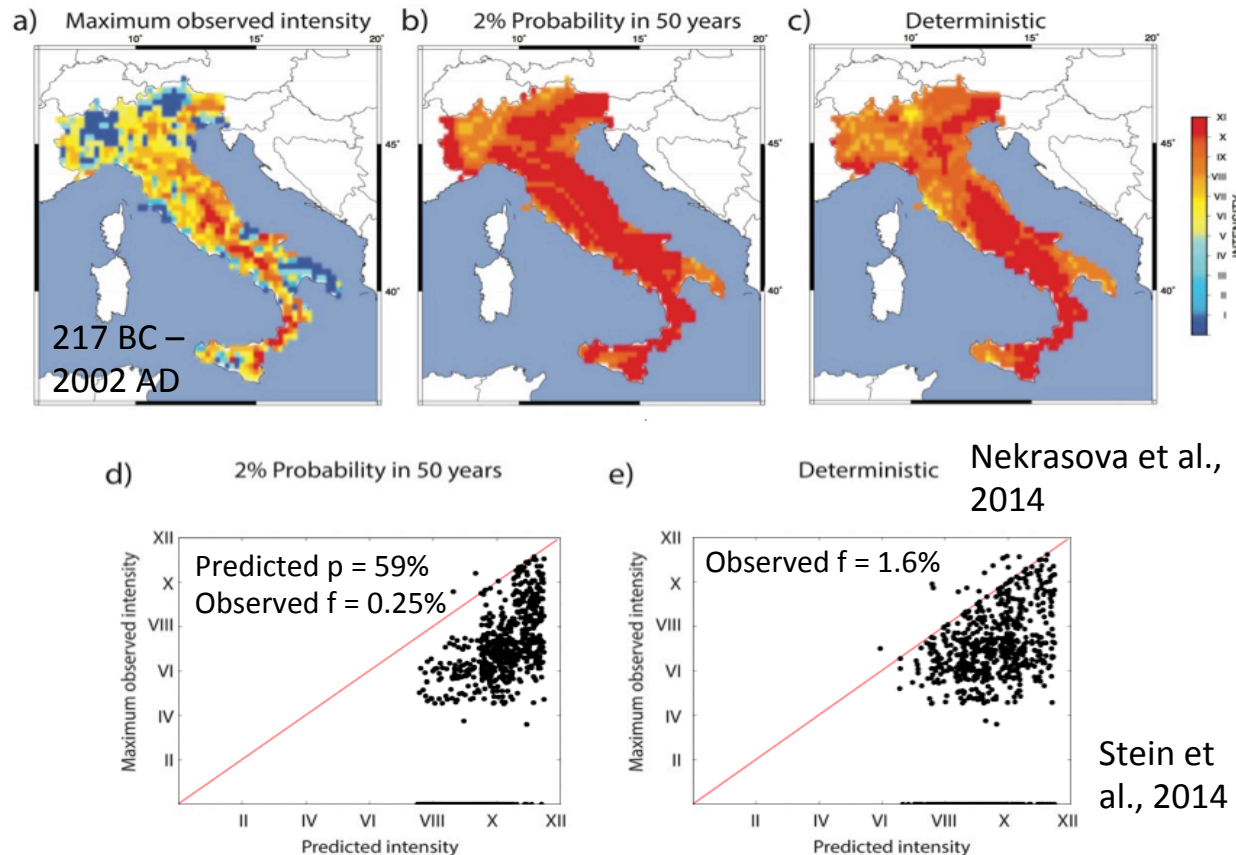 a) Maximum observed intensity
b) 2% Probability in 50 years
c) Deterministic
10° 15° 20°
10° 15° 20°
10° 15° 20°
45°
40°
45°
40°
45°
40°
217 BC –
2002 AD
XI
X
IX
VIII
VII
VI
V
IV
III
II
I
INTENSITY
d) 2% Probability in 50 years
e) Deterministic
Nekrasova et al.,
2014
Predicted p = 59%
Observed f = 0.25%
Maximum observed intensity
XII
X
VIII
VI
IV
II
II IV VI VIII X XII
Predicted intensity
Observed f = 1.6%
Maximum observed intensity
XII
X
VIII
VI
IV
II
II IV VI VIII X XII
Predicted intensity
Stein et
al., 2014